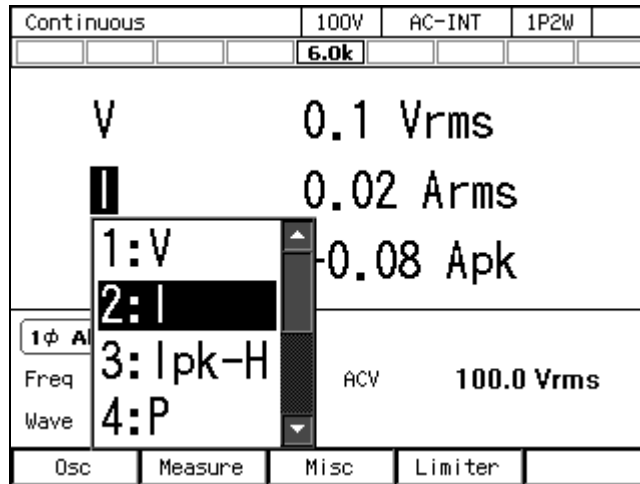 Continuous 100V AC-INT 1P2W
6.0k
V 0.1 Vrms
I 0.02 Arms
-0.08 Apk
1:V
2:I
3:Ipk-H
4:P
1φ
Freq ACV 100.0 Vrms
Wave
Osc Measure Misc Limiter